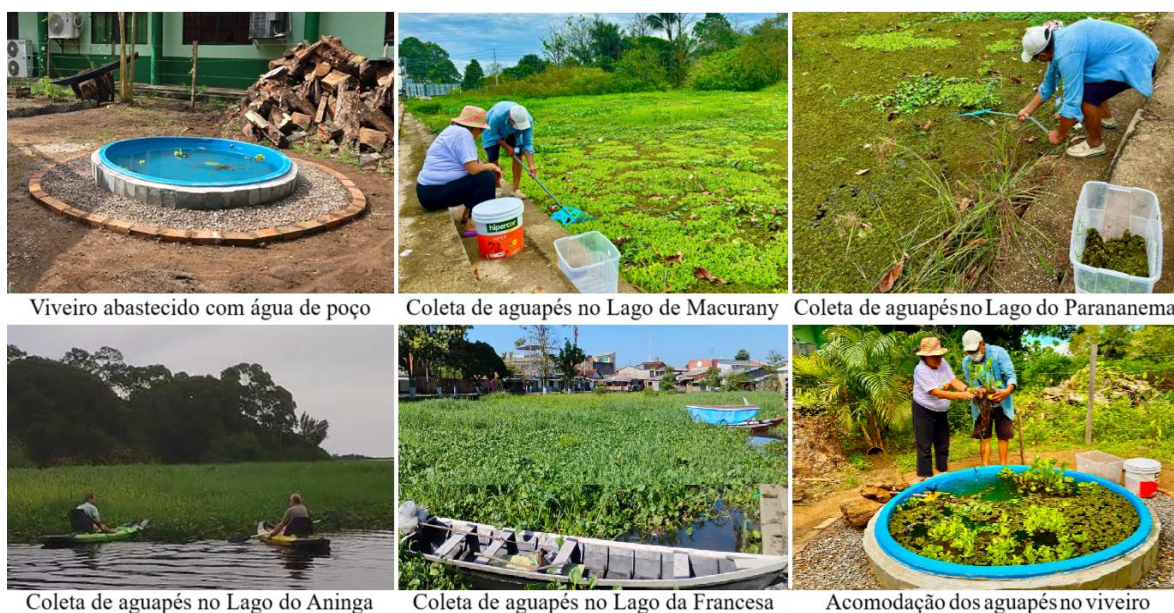 Viveiro abastecido com água de poço
Coleta de aguapés no Lago de Macurany
Coleta de aguapés no Lago do Parananema
hipercor
Coleta de aguapés no Lago do Aninga
Coleta de aguapés no Lago da Francesa
Acomodação dos aguapés no viveiro